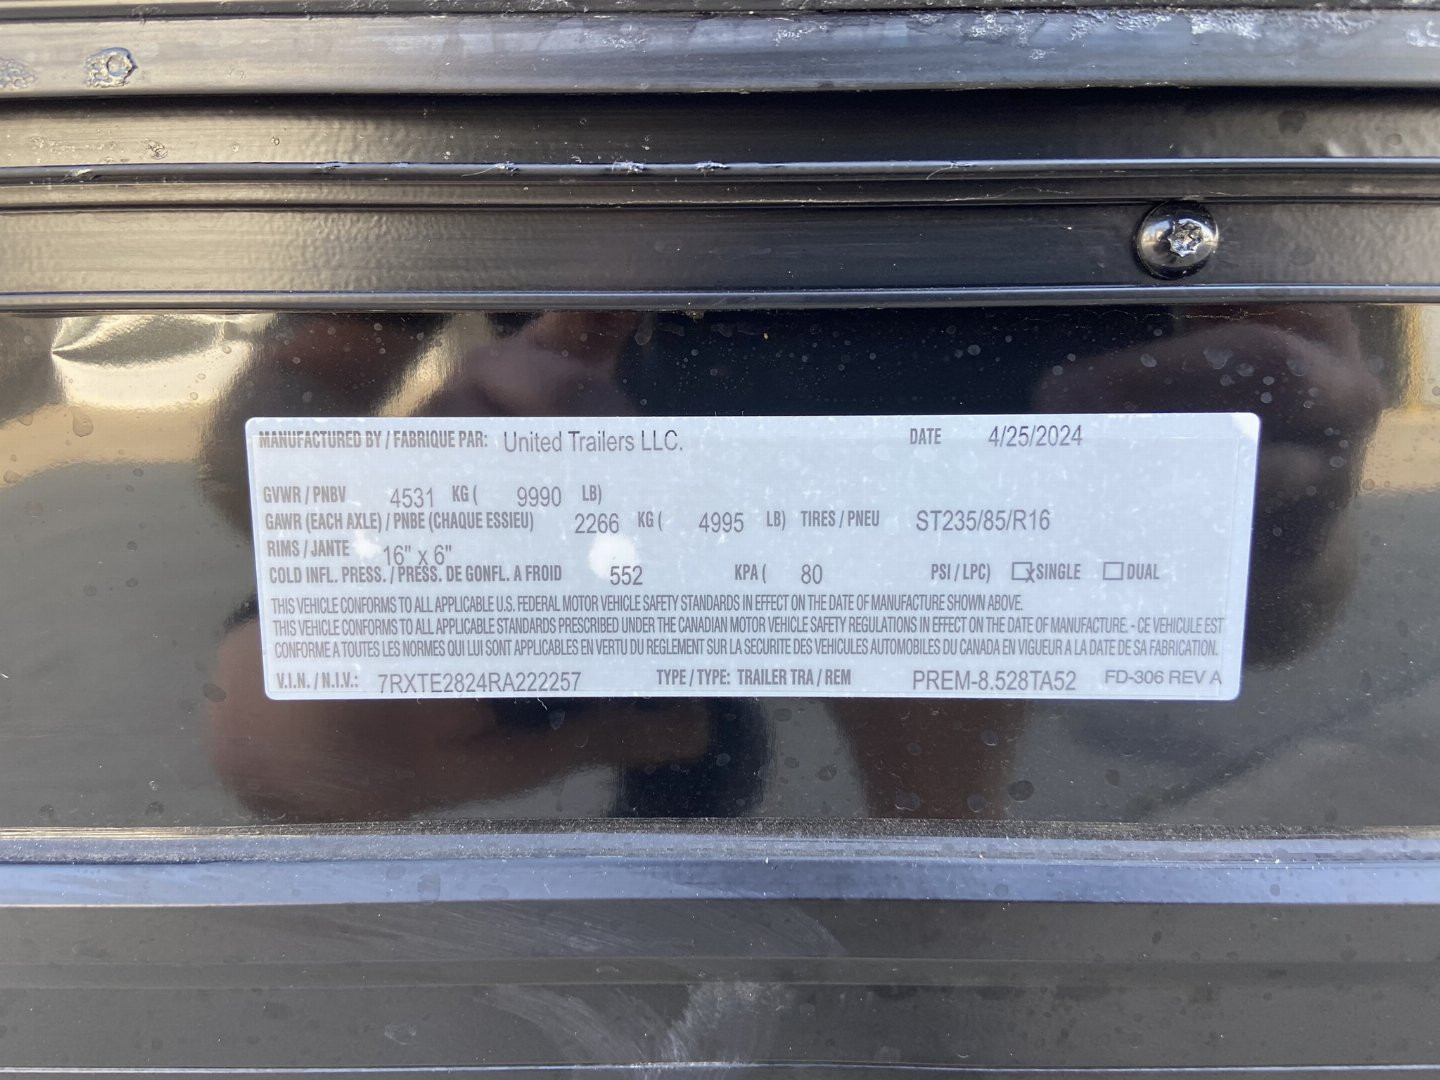 MANUFACTURED BY / FABRIQUE PAR: United Trailers LLC. DATE 4/25/2024
GVWR / PNBV 4531 KG ( 9990 LB)
GAWR (EACH AXLE) / PNBE (CHAQUE ESSIEU) 2266 KG ( 4995 LB) TIRES / PNEU ST235/85/R16
RIMS / JANTE 16" x 6"
COLD INFL. PRESS. / PRESS. DE GONFL. A FROID 552 KPA ( 80 PSI / LPC) ☒ SINGLE ☐ DUAL
THIS VEHICLE CONFORMS TO ALL APPLICABLE U.S. FEDERAL MOTOR VEHICLE SAFETY STANDARDS IN EFFECT ON THE DATE OF MANUFACTURE SHOWN ABOVE.
THIS VEHICLE CONFORMS TO ALL APPLICABLE STANDARDS PRESCRIBED UNDER THE CANADIAN MOTOR VEHICLE SAFETY REGULATIONS IN EFFECT ON THE DATE OF MANUFACTURE. - CE VEHICULE EST
CONFORME A TOUTES LES NORMES QUI LUI SONT APPLICABLES EN VERTU DU REGLEMENT SUR LA SECURITE DES VEHICULES AUTOMOBILES DU CANADA EN VIGUEUR A LA DATE DE SA FABRICATION.
V.I.N. / N.I.V.: 7RXTE2824RA222257 TYPE / TYPE: TRAILER TRA / REM PREM-8.528TA52 FD-306 REV A